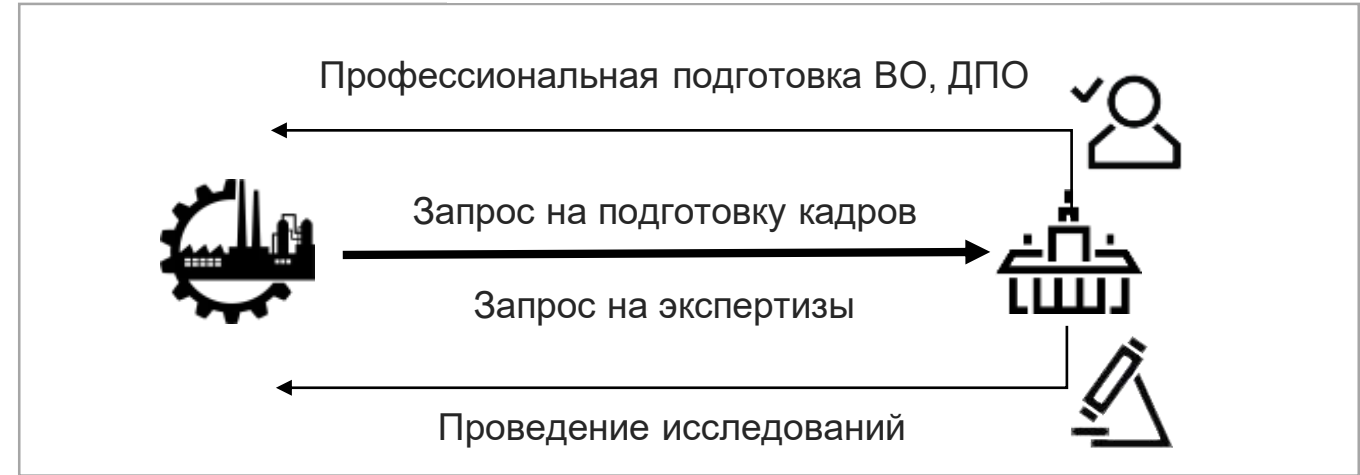 Профессиональная подготовка ВО, ДПО
Запрос на подготовку кадров
Запрос на экспертизы
Проведение исследований